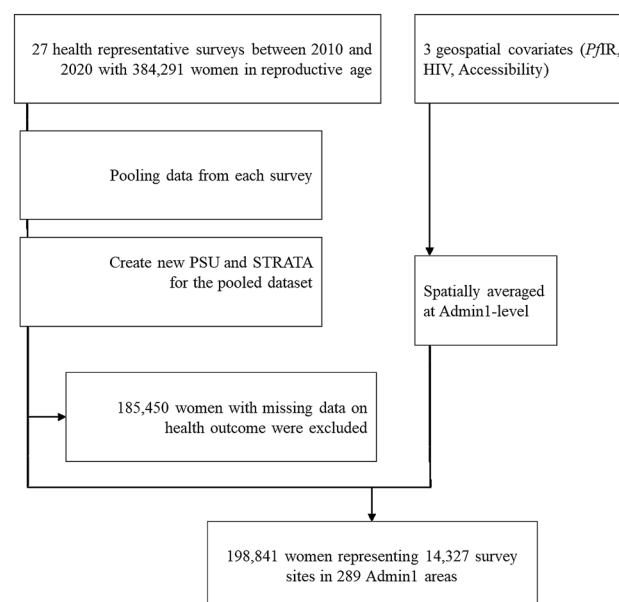 27 health representative surveys between 2010 and
2020 with 384,291 women in reproductive age
3 geospatial covariates (PfIR,
HIV, Accessibility)
Pooling data from each survey
Create new PSU and STRATA
for the pooled dataset
Spatially averaged
at Admin1-level
185,450 women with missing data on
health outcome were excluded
198,841 women representing 14,327 survey
sites in 289 Admin1 areas